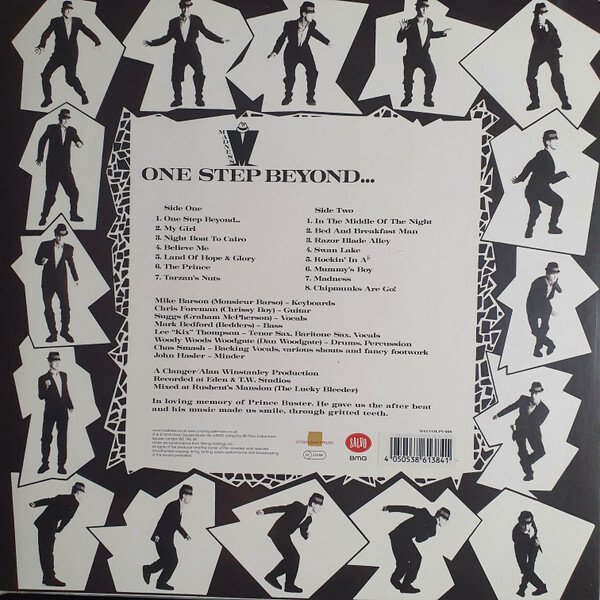 MADNESS
ONE STEP BEYOND...
Side One
1. One Step Beyond...
2. My Girl
3. Night Boat To Cairo
4. Believe Me
5. Land Of Hope & Glory
6. The Prince
7. Tarzan's Nuts
Side Two
1. In The Middle Of The Night
2. Bed And Breakfast Man
3. Razor Blade Alley
4. Swan Lake
5. Rockin' In A♭
6. Mummy's Boy
7. Madness
8. Chipmunks Are Go!
Mike Barson (Monsieur Barso) – Keyboards
Chris Foreman (Chrissy Boy) – Guitar
Suggs (Graham McPherson) – Vocals
Mark Bedford (Bedders) – Bass
Lee "Kix" Thompson – Tenor Sax, Baritone Sax, Vocals
Woody Woods Woodgate (Dan Woodgate) – Drums, Percussion
Chas Smash – Backing Vocals, various shouts and fancy footwork
John Hasler – Minder
A Clanger/Alan Winstanley Production
Recorded at Eden & T.W. Studios
Mixed at Rushent's Mansion (The Lucky Bleeder)
In loving memory of Prince Buster. He gave us the after beat
and his music made us smile, through gritted teeth.
SALVO
BMG
4 050538 613841